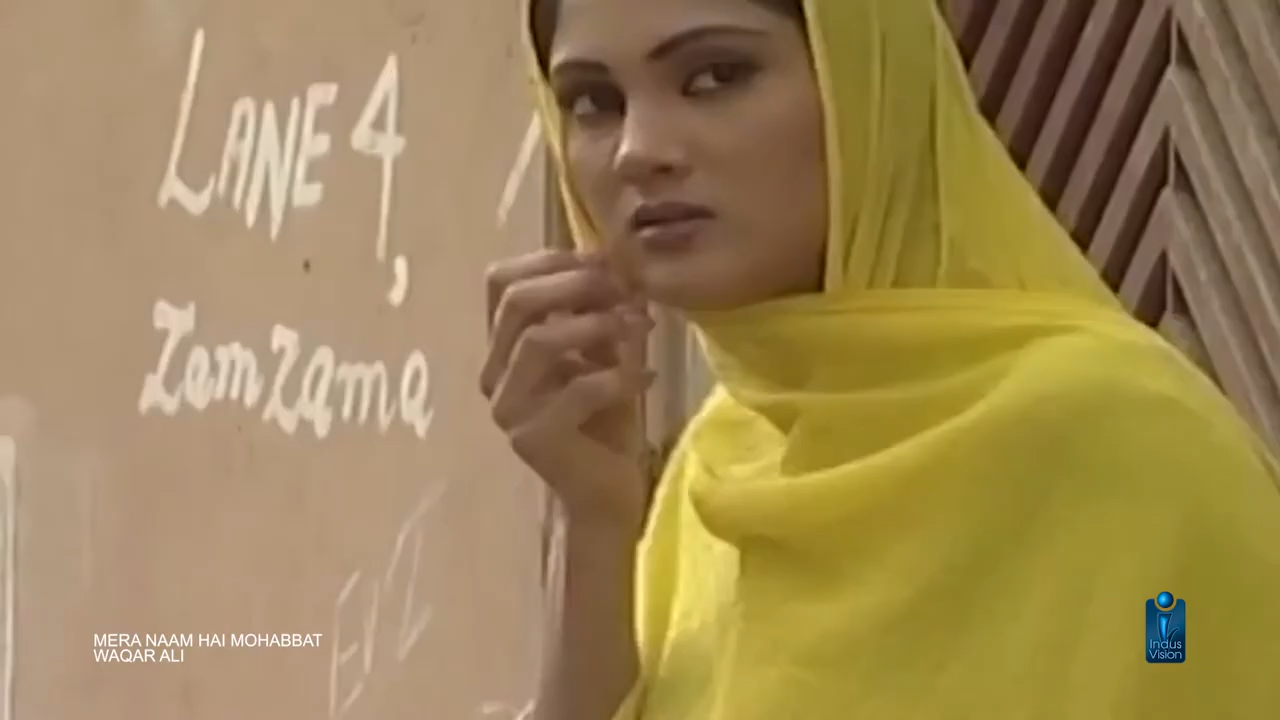 LANE 4,
Zamzama
MERA NAAM HAI MOHABBAT
WAQAR ALI
Indus
Vision